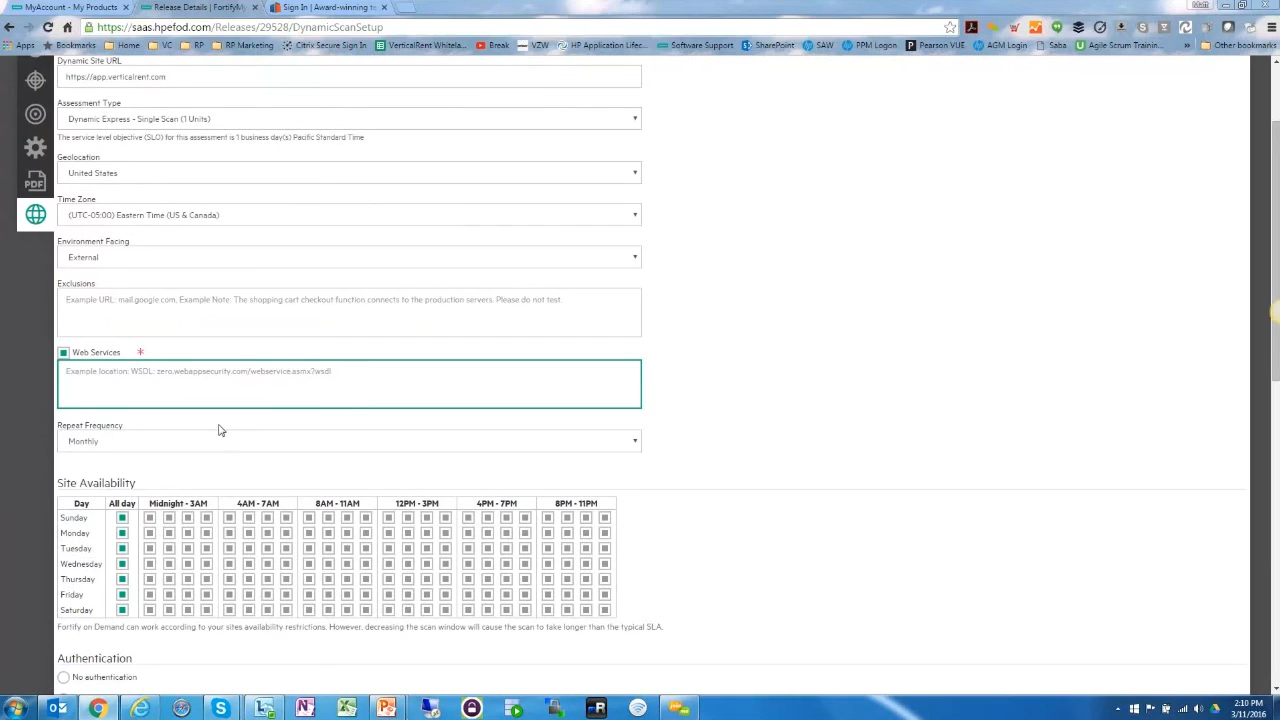 MyAccount - My Products
Release Details | FortifyMy
Sign In | Award-winning te
Matt
https://saas.hpefod.com/Releases/29528/DynamicScanSetup
Apps
Bookmarks
Home
VC
RP
RP Marketing
Citrix Secure Sign In
VerticalRent Whitela...
Break
VZW
HP Application Lifec...
Software Support
SharePoint
SAW
PPM Logon
Pearson VUE
AGM Login
Saba
Agile Scrum Trainin...
Other bookmarks
Dynamic Site URL
https://app.verticalrent.com
Assessment Type
Dynamic Express - Single Scan (1 Units)
The service level objective (SLO) for this assessment is 1 business day(s) Pacific Standard Time
Geolocation
United States
PDF
Time Zone
(UTC-05:00) Eastern Time (US & Canada)
Environment Facing
External
Exclusions
Example URL: mail.google.com. Example Note: The shopping cart checkout function connects to the production servers. Please do not test.
Web Services *
Example location: WSDL: zero.webappsecurity.com/webservice.asmx?wsdl
Repeat Frequency
Monthly
Site Availability
Day All day Midnight - 3AM 4AM - 7AM 8AM - 11AM 12PM - 3PM 4PM - 7PM 8PM - 11PM
Sunday
Monday
Tuesday
Wednesday
Thursday
Friday
Saturday
Fortify on Demand can work according to your sites availability restrictions. However, decreasing the scan window will cause the scan to take longer than the typical SLA.
Authentication
No authentication
2:10 PM
3/11/2016